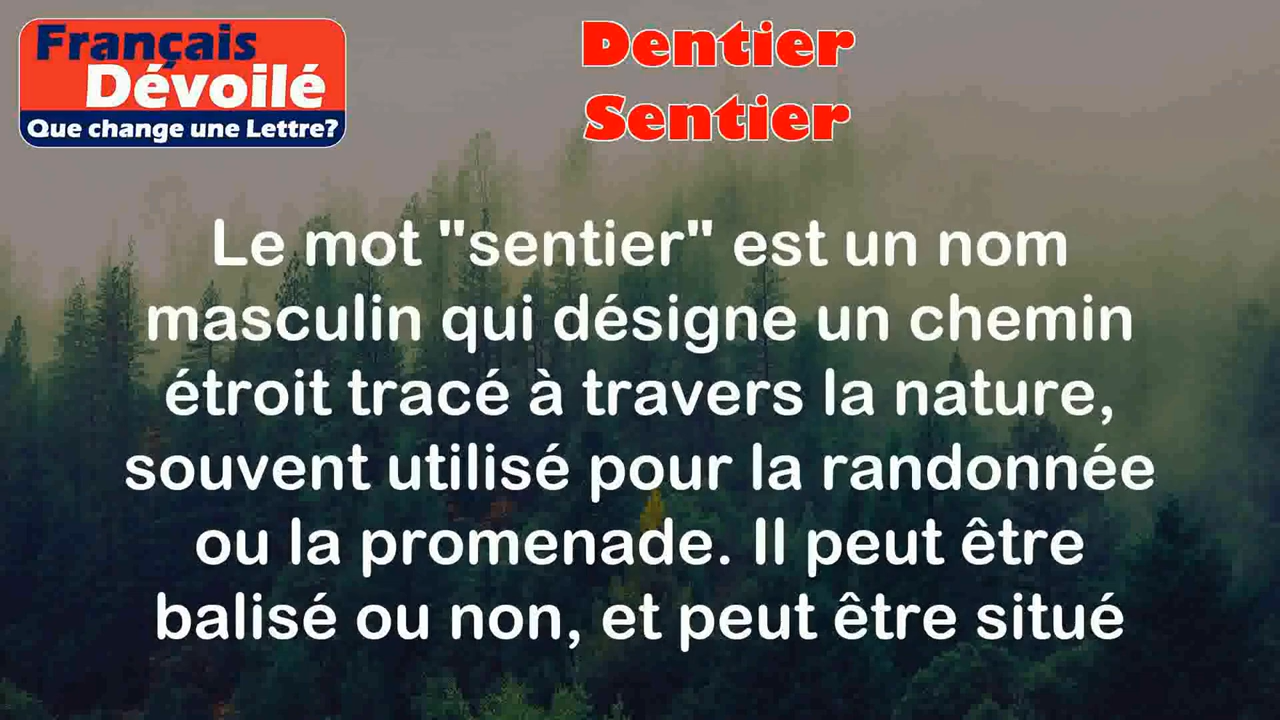 Français
Dévoilé
Que change une Lettre?
Dentier
Sentier
Le mot "sentier" est un nom
masculin qui désigne un chemin
étroit tracé à travers la nature,
souvent utilisé pour la randonnée
ou la promenade. Il peut être
balisé ou non, et peut être situé